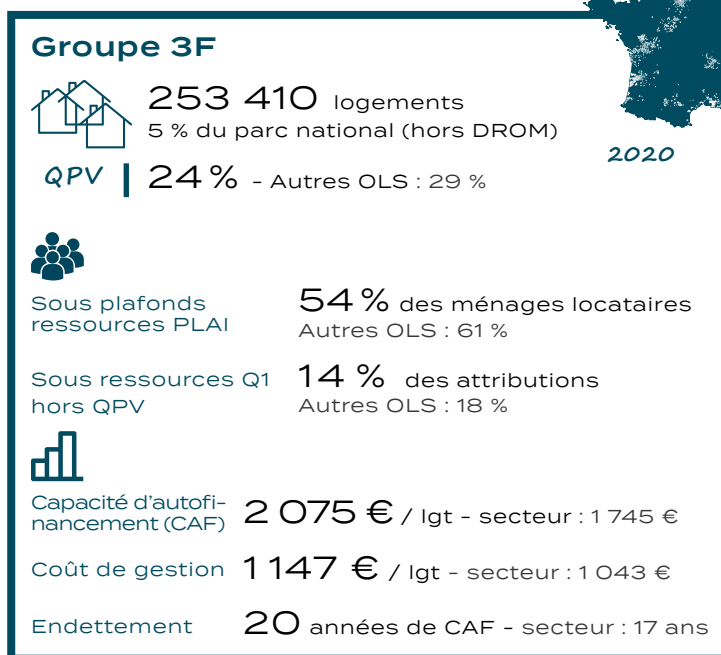 Groupe 3F
253 410 logements
5 % du parc national (hors DROM)
2020
QPV | 24 % - Autres OLS : 29 %
Sous plafonds
ressources PLAI
54 % des ménages locataires
Autres OLS : 61 %
Sous ressources Q1
hors QPV
14 % des attributions
Autres OLS : 18 %
Capacité d'autofi-
nancement (CAF)
2 075 € / lgt - secteur : 1 745 €
Coût de gestion 1 147 € / lgt - secteur : 1 043 €
Endettement 20 années de CAF - secteur : 17 ans